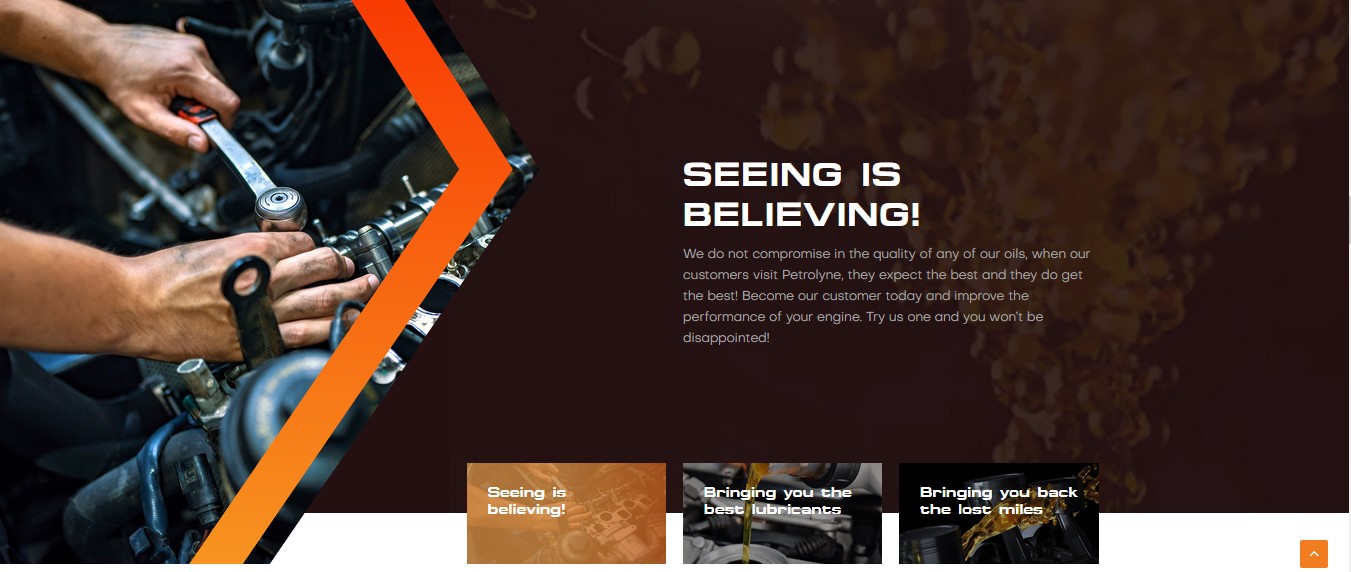 SEEING IS
BELIEVING!
We do not compromise in the quality of any of our oils, when our
customers visit Petrolyne, they expect the best and they do get
the best! Become our customer today and improve the
performance of your engine. Try us one and you won't be
disappointed!
Seeing is
believing!
Bringing you the
best lubricants
Bringing you back
the lost miles